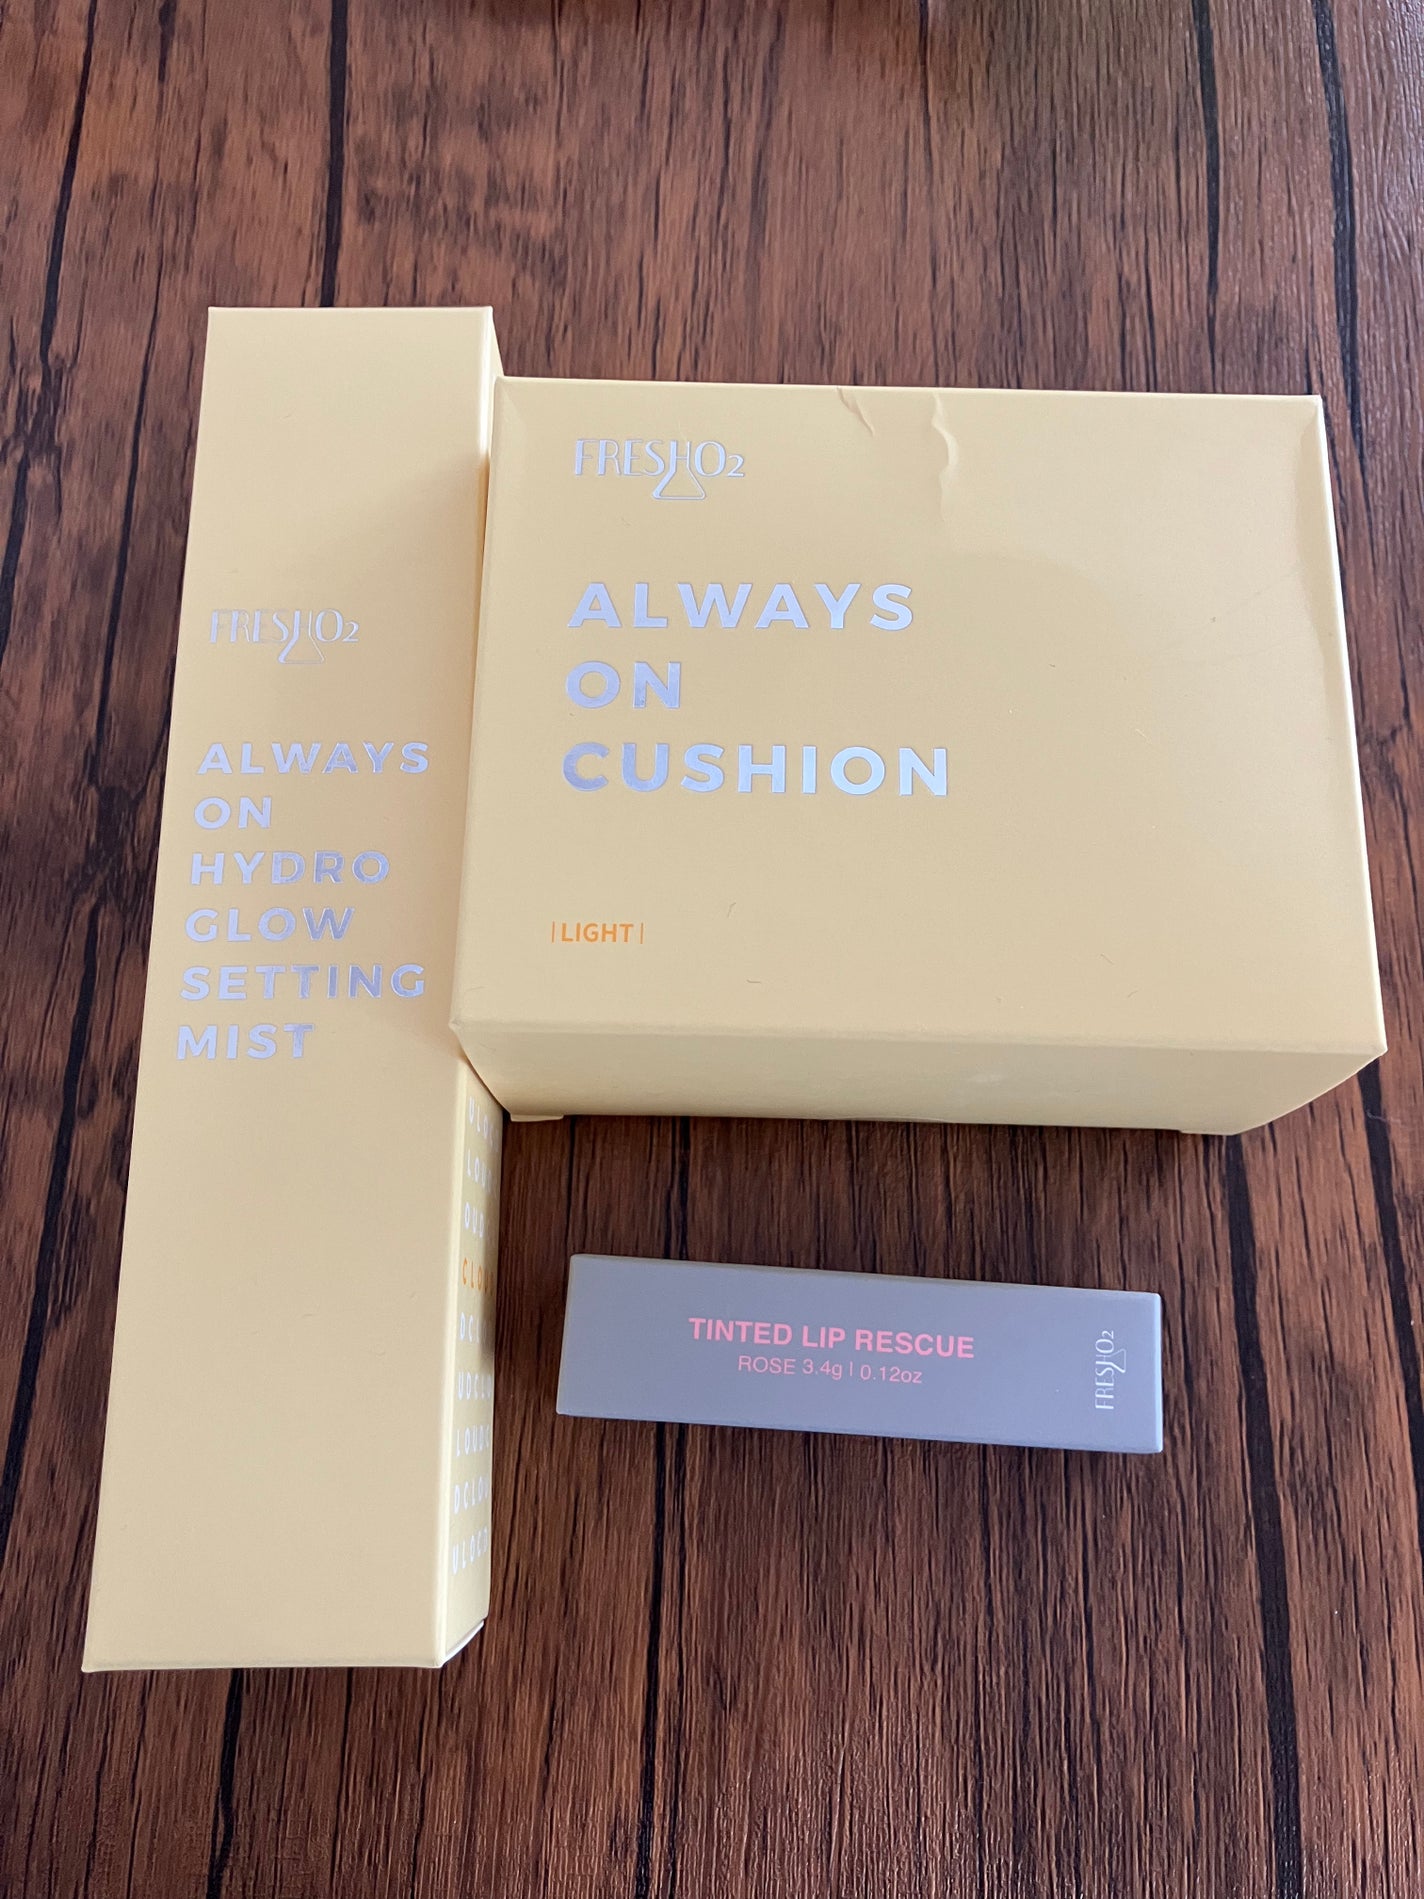 FRESHO2
ALWAYS
ON
HYDRO
GLOW
SETTING
MIST
FRESHO2
ALWAYS
ON
CUSHION
|LIGHT|
TINTED LIP RESCUE
ROSE 3.4g | 0.12oz
FRESHO2